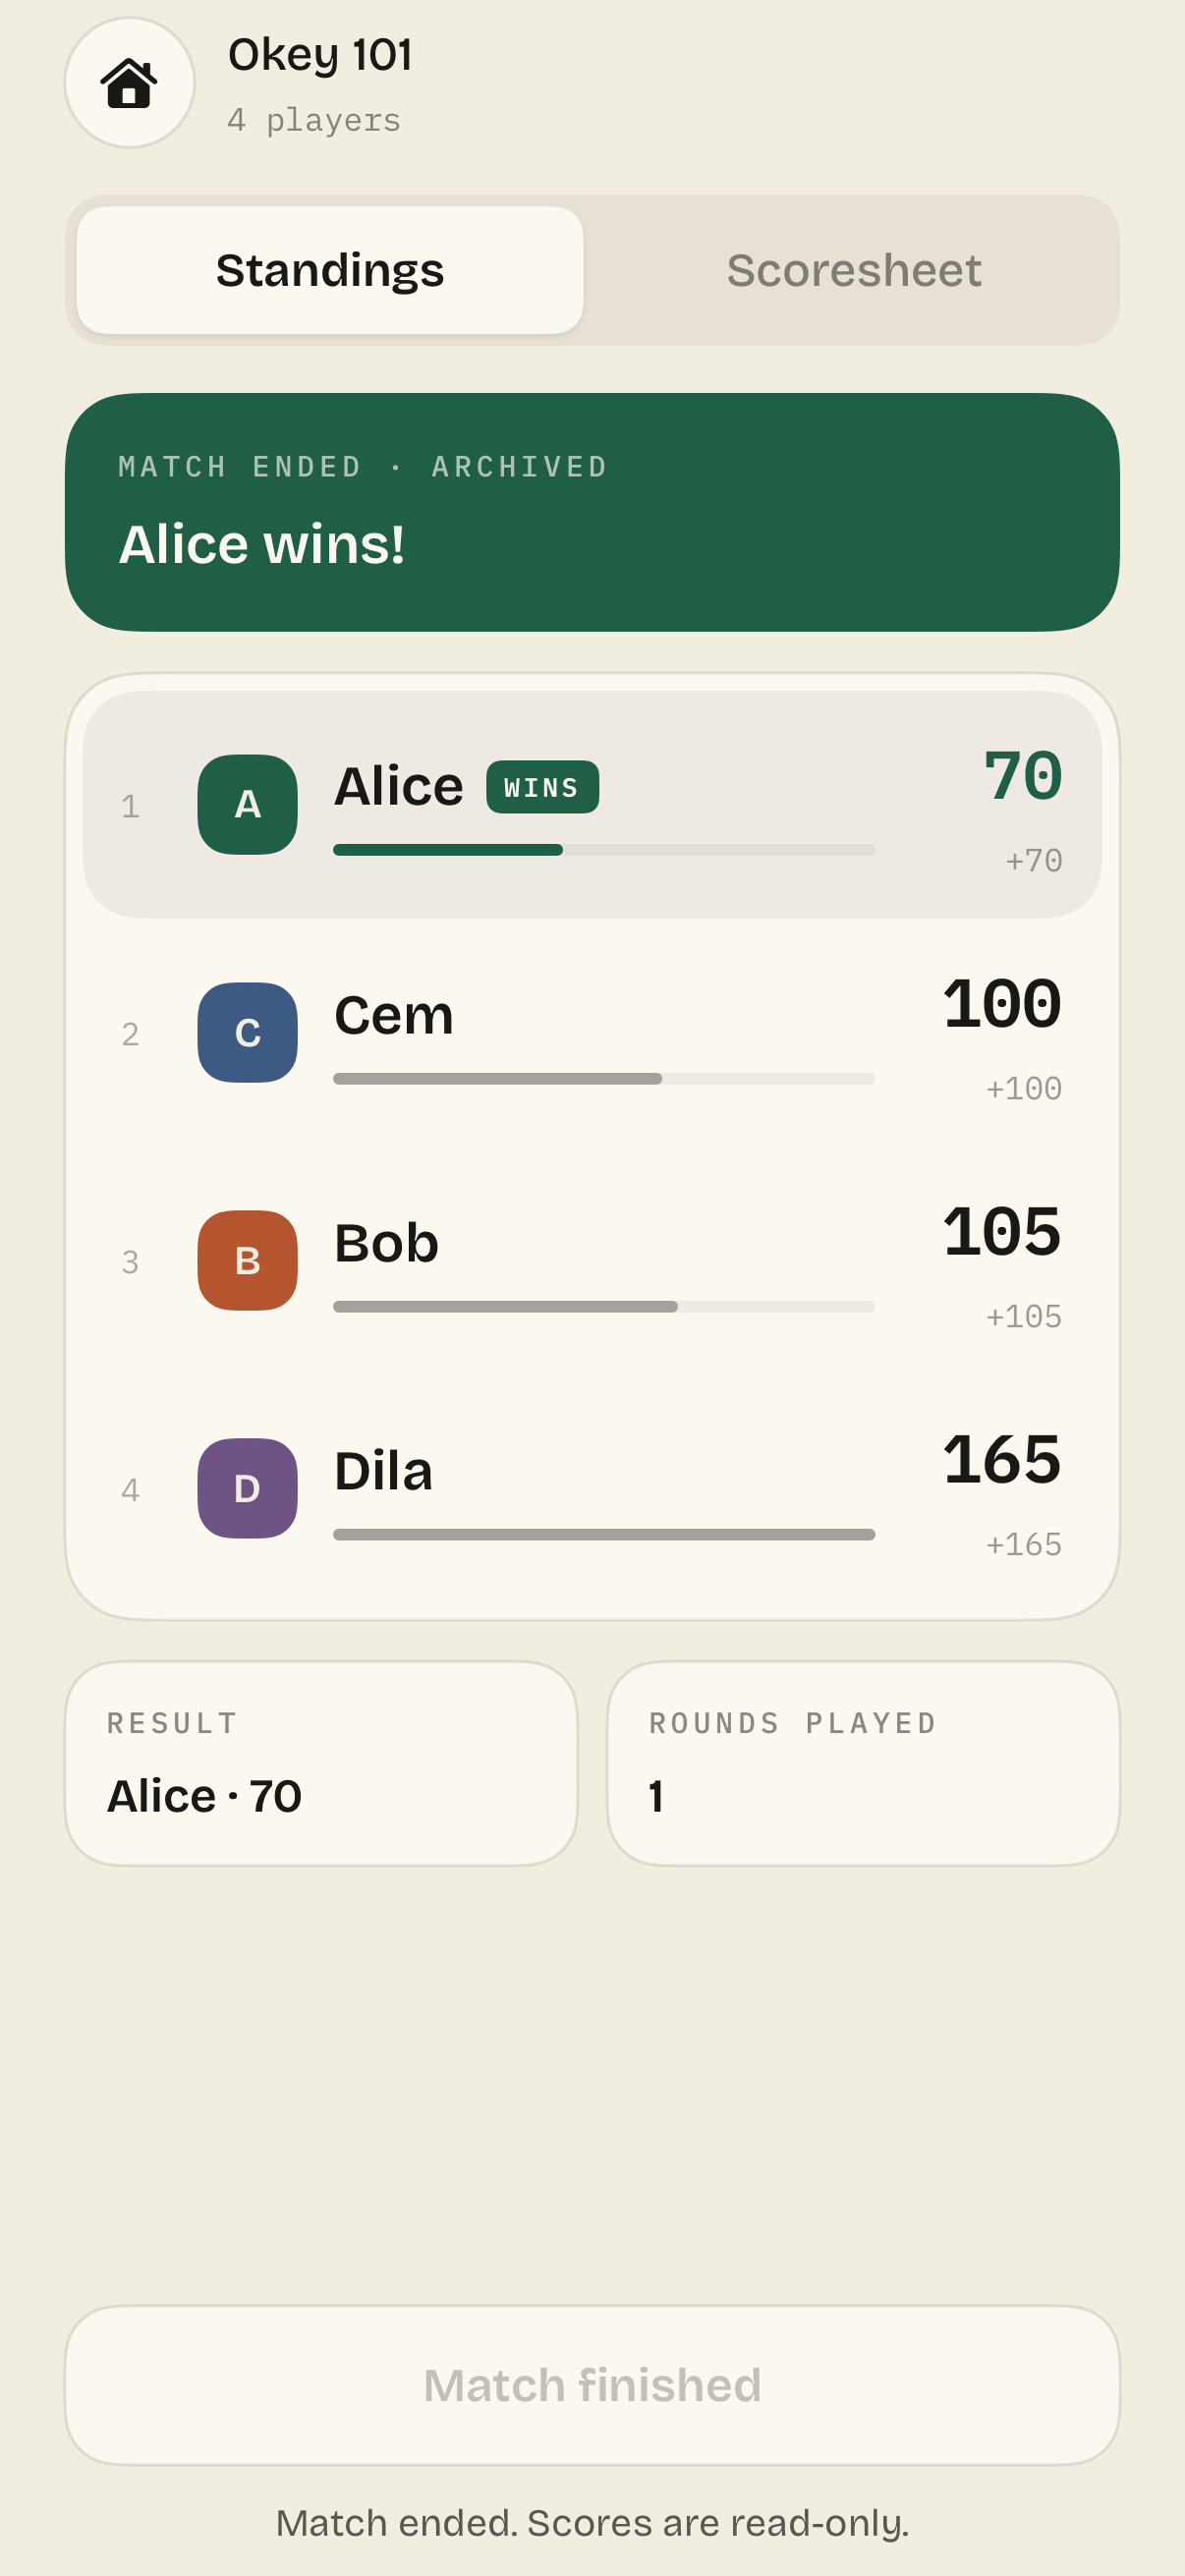 Okey 101
4 players
Standings
Scoresheet
MATCH ENDED · ARCHIVED
Alice wins!
1
A
Alice
WINS
70
+70
2
C
Cem
100
+100
3
B
Bob
105
+105
4
D
Dila
165
+165
RESULT
Alice · 70
ROUNDS PLAYED
1
Match finished
Match ended. Scores are read-only.